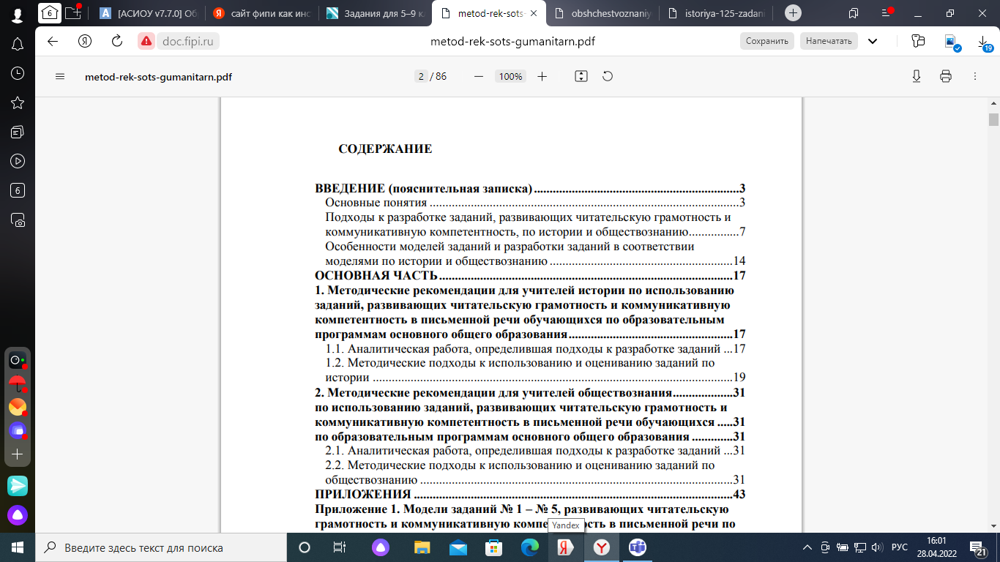 6
[АСИОУ v7.7.0] Об
сайт фипи как инс
Задания для 5–9 кл
metod-rek-sots-
obshchestvoznaniy
istoriya-125-zadani
doc.fipi.ru
metod-rek-sots-gumanitarn.pdf
Сохранить
Напечатать
19
metod-rek-sots-gumanitarn.pdf
2 / 86
100%
6
СОДЕРЖАНИЕ
ВВЕДЕНИЕ (пояснительная записка)....................3
Основные понятия....................3
Подходы к разработке заданий, развивающих читательскую грамотность и
коммуникативную компетентность, по истории и обществознанию................7
Особенности моделей заданий и разработки заданий в соответствии
моделями по истории и обществознанию....................14
ОСНОВНАЯ ЧАСТЬ....................17
1. Методические рекомендации для учителей истории по использованию
заданий, развивающих читательскую грамотность и коммуникативную
компетентность в письменной речи обучающихся по образовательным
программам основного общего образования....................17
1.1. Аналитическая работа, определившая подходы к разработке заданий ...17
1.2. Методические подходы к использованию и оцениванию заданий по
истории....................19
2. Методические рекомендации для учителей обществознания...................31
по использованию заданий, развивающих читательскую грамотность и
коммуникативную компетентность в письменной речи обучающихся .....31
по образовательным программам основного общего образования .............31
2.1. Аналитическая работа, определившая подходы к разработке заданий ...31
2.2. Методические подходы к использованию и оцениванию заданий по
обществознанию....................31
ПРИЛОЖЕНИЯ....................43
Приложение 1. Модели заданий № 1 – № 5, развивающих читательскую
грамотность и коммуникативную компе ость в письменной речи по
Yandex
Введите здесь текст для поиска
РУС
16:01
28.04.2022
21